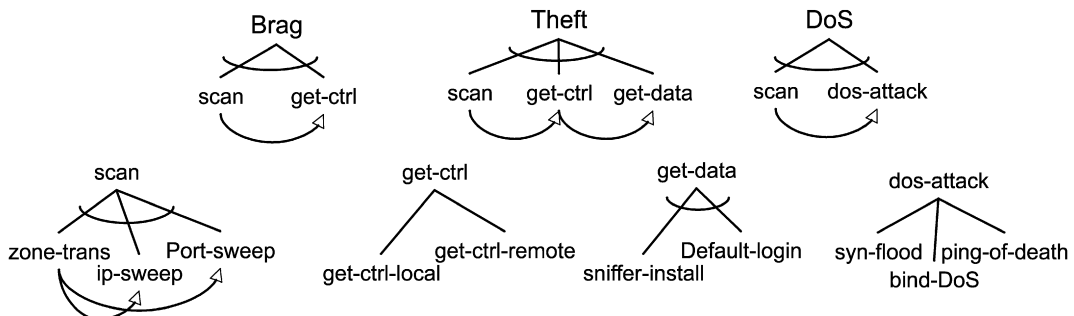 Brag
Theft
DoS
scan
get-ctrl
scan
get-ctrl
get-data
scan
dos-attack
scan
get-ctrl
get-data
dos-attack
zone-trans
ip-sweep
Port-sweep
get-ctrl-local
get-ctrl-remote
sniffer-install
Default-login
syn-flood
bind-DoS
ping-of-death